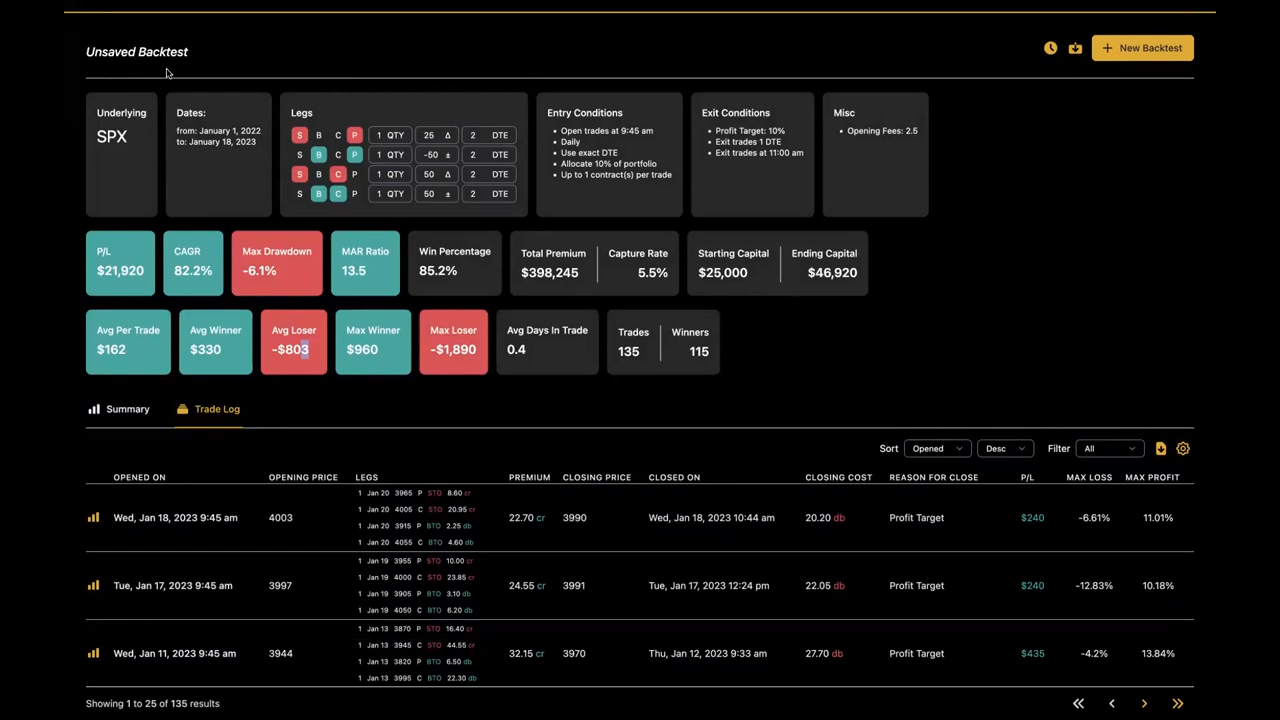 Unsaved Backtest
New Backtest
Underlying
SPX
Dates:
from: January 1, 2022
to: January 18, 2023
Legs
S B C P 1 QTY 25 Δ 2 DTE
S B C P 1 QTY -50 ± 2 DTE
S B C P 1 QTY 50 Δ 2 DTE
S B C P 1 QTY 50 ± 2 DTE
Entry Conditions
• Open trades at 9:45 am
• Daily
• Use exact DTE
• Allocate 10% of portfolio
• Up to 1 contract(s) per trade
Exit Conditions
• Profit Target: 10%
• Exit trades 1 DTE
• Exit trades at 11:00 am
Misc
• Opening Fees: 2.5
P/L
$21,920
CAGR
82.2%
Max Drawdown
-6.1%
MAR Ratio
13.5
Win Percentage
85.2%
Total Premium
$398,245
Capture Rate
5.5%
Starting Capital
$25,000
Ending Capital
$46,920
Avg Per Trade
$162
Avg Winner
$330
Avg Loser
-$803
Max Winner
$960
Max Loser
-$1,890
Avg Days In Trade
0.4
Trades
135
Winners
115
Summary Trade Log
Sort Opened Desc Filter All
OPENED ON OPENING PRICE LEGS PREMIUM CLOSING PRICE CLOSED ON CLOSING COST REASON FOR CLOSE P/L MAX LOSS MAX PROFIT
1 Jan 20 3965 P STO 8.60 cr
1 Jan 20 4005 C STO 20.95 cr
Wed, Jan 18, 2023 9:45 am 4003 22.70 cr 3990 Wed, Jan 18, 2023 10:44 am 20.20 db Profit Target $240 -6.61% 11.01%
1 Jan 20 3915 P BTO 2.25 db
1 Jan 20 4055 C BTO 4.60 db
1 Jan 19 3955 P STO 10.00 cr
1 Jan 19 4000 C STO 23.85 cr
Tue, Jan 17, 2023 9:45 am 3997 24.55 cr 3991 Tue, Jan 17, 2023 12:24 pm 22.05 db Profit Target $240 -12.83% 10.18%
1 Jan 19 3905 P BTO 3.10 db
1 Jan 19 4050 C BTO 6.20 db
1 Jan 13 3870 P STO 16.40 cr
1 Jan 13 3945 C STO 44.55 cr
Wed, Jan 11, 2023 9:45 am 3944 32.15 cr 3970 Thu, Jan 12, 2023 9:33 am 27.70 db Profit Target $435 -4.2% 13.84%
1 Jan 13 3820 P BTO 6.50 db
1 Jan 13 3995 C BTO 22.30 db
Showing 1 to 25 of 135 results